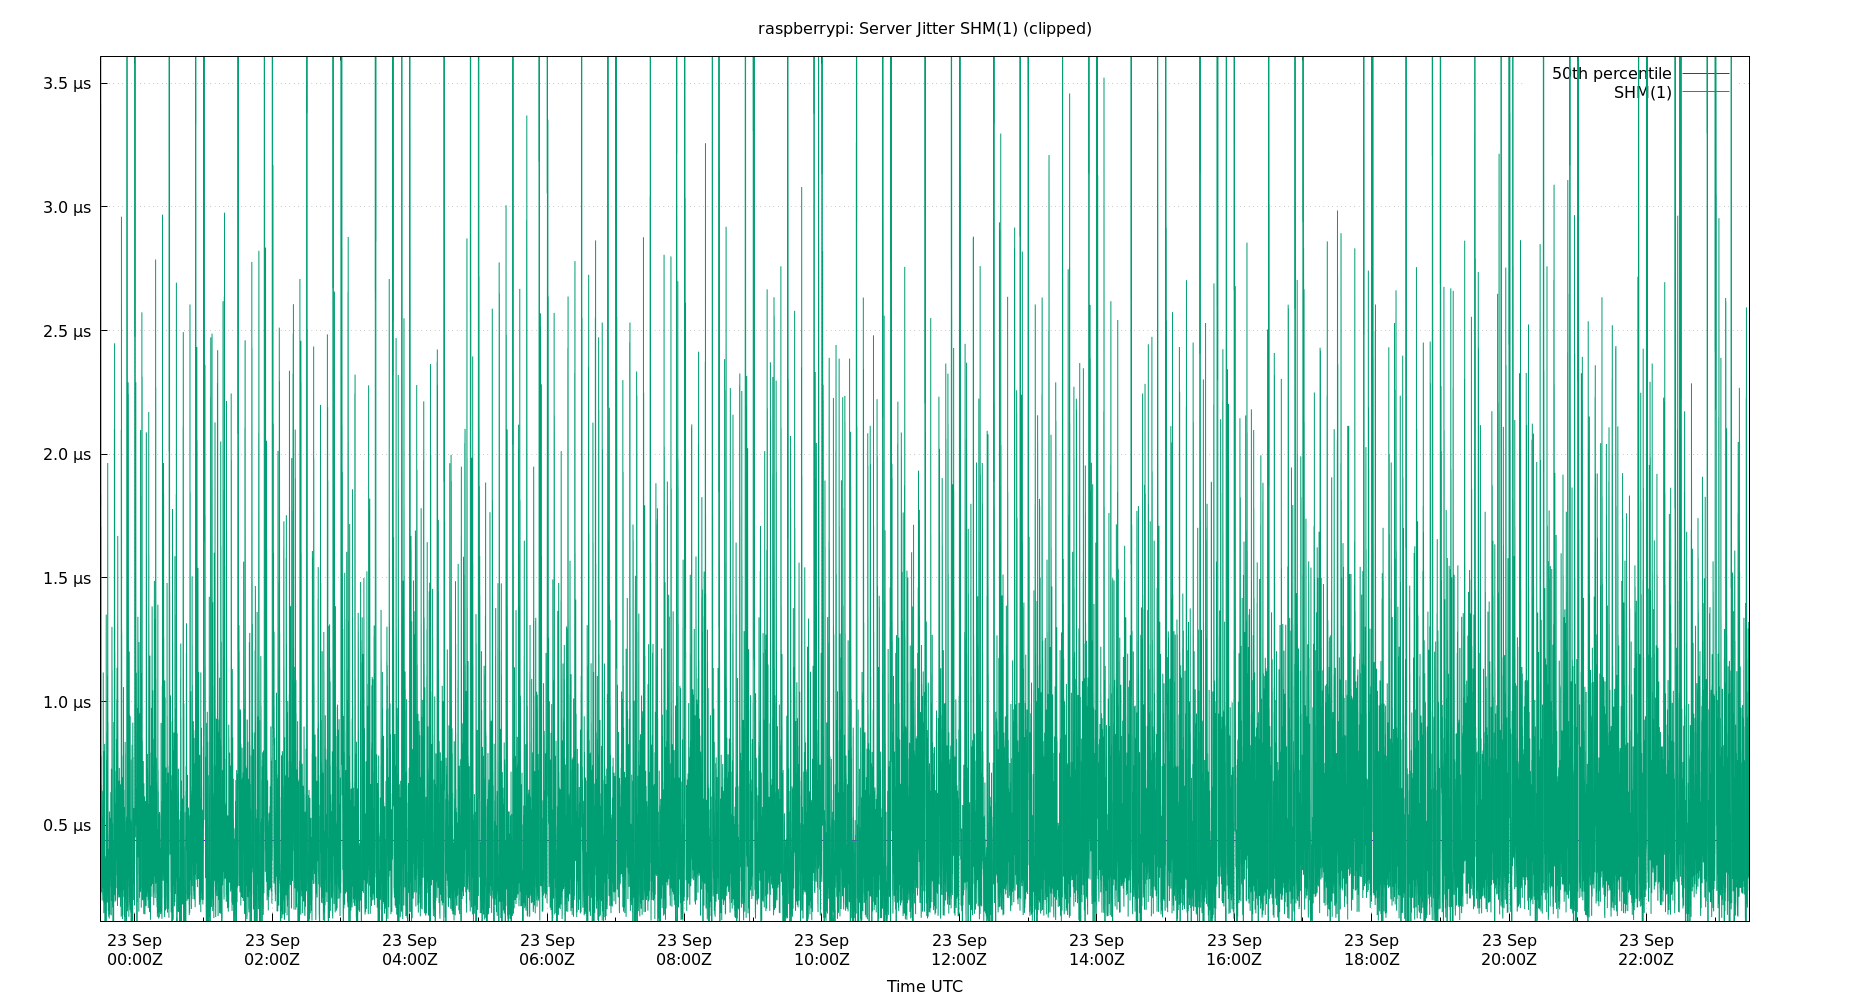 raspberrypi: Server Jitter SHM(1) (clipped)
50th percentile
SHM(1)
3.5 μs
3.0 μs
2.5 μs
2.0 μs
1.5 μs
1.0 μs
0.5 μs
23 Sep 23 Sep 23 Sep 23 Sep 23 Sep 23 Sep 23 Sep 23 Sep 23 Sep 23 Sep 23 Sep 23 Sep
00:00Z 02:00Z 04:00Z 06:00Z 08:00Z 10:00Z 12:00Z 14:00Z 16:00Z 18:00Z 20:00Z 22:00Z
Time UTC